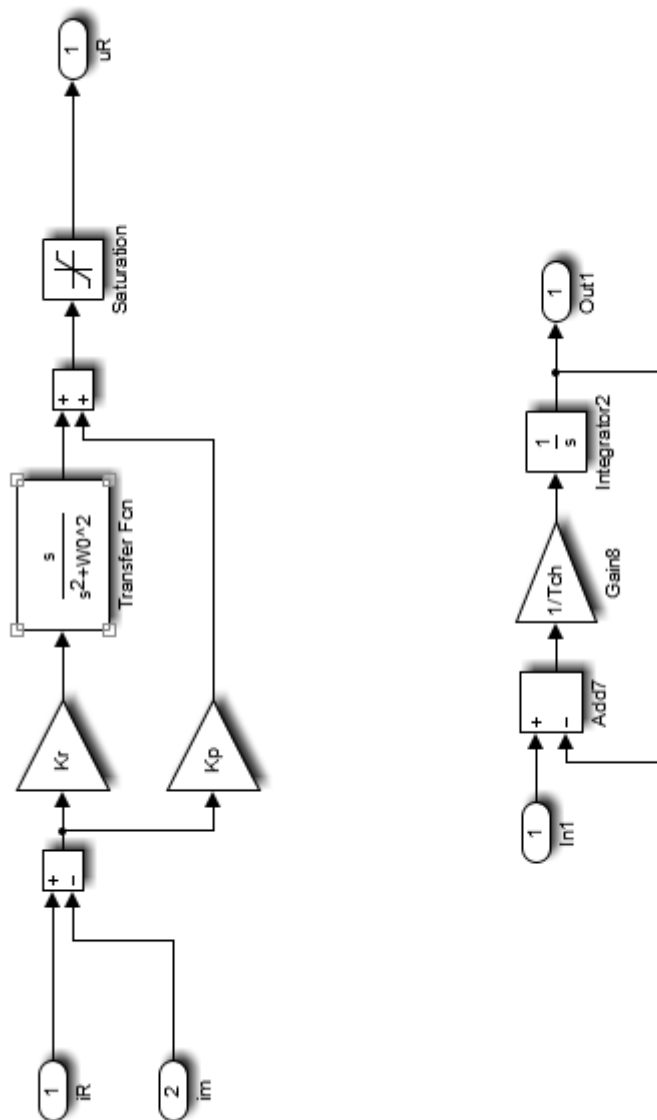 1
iR
2
im
+
−
Kr
Kp
s
s²+W0^2
Transfer Fcn
+
+
Saturation
1
uR
1
In1
+
−
Add7
1/Tch
Gain8
1
s
Integrator2
1
Out1